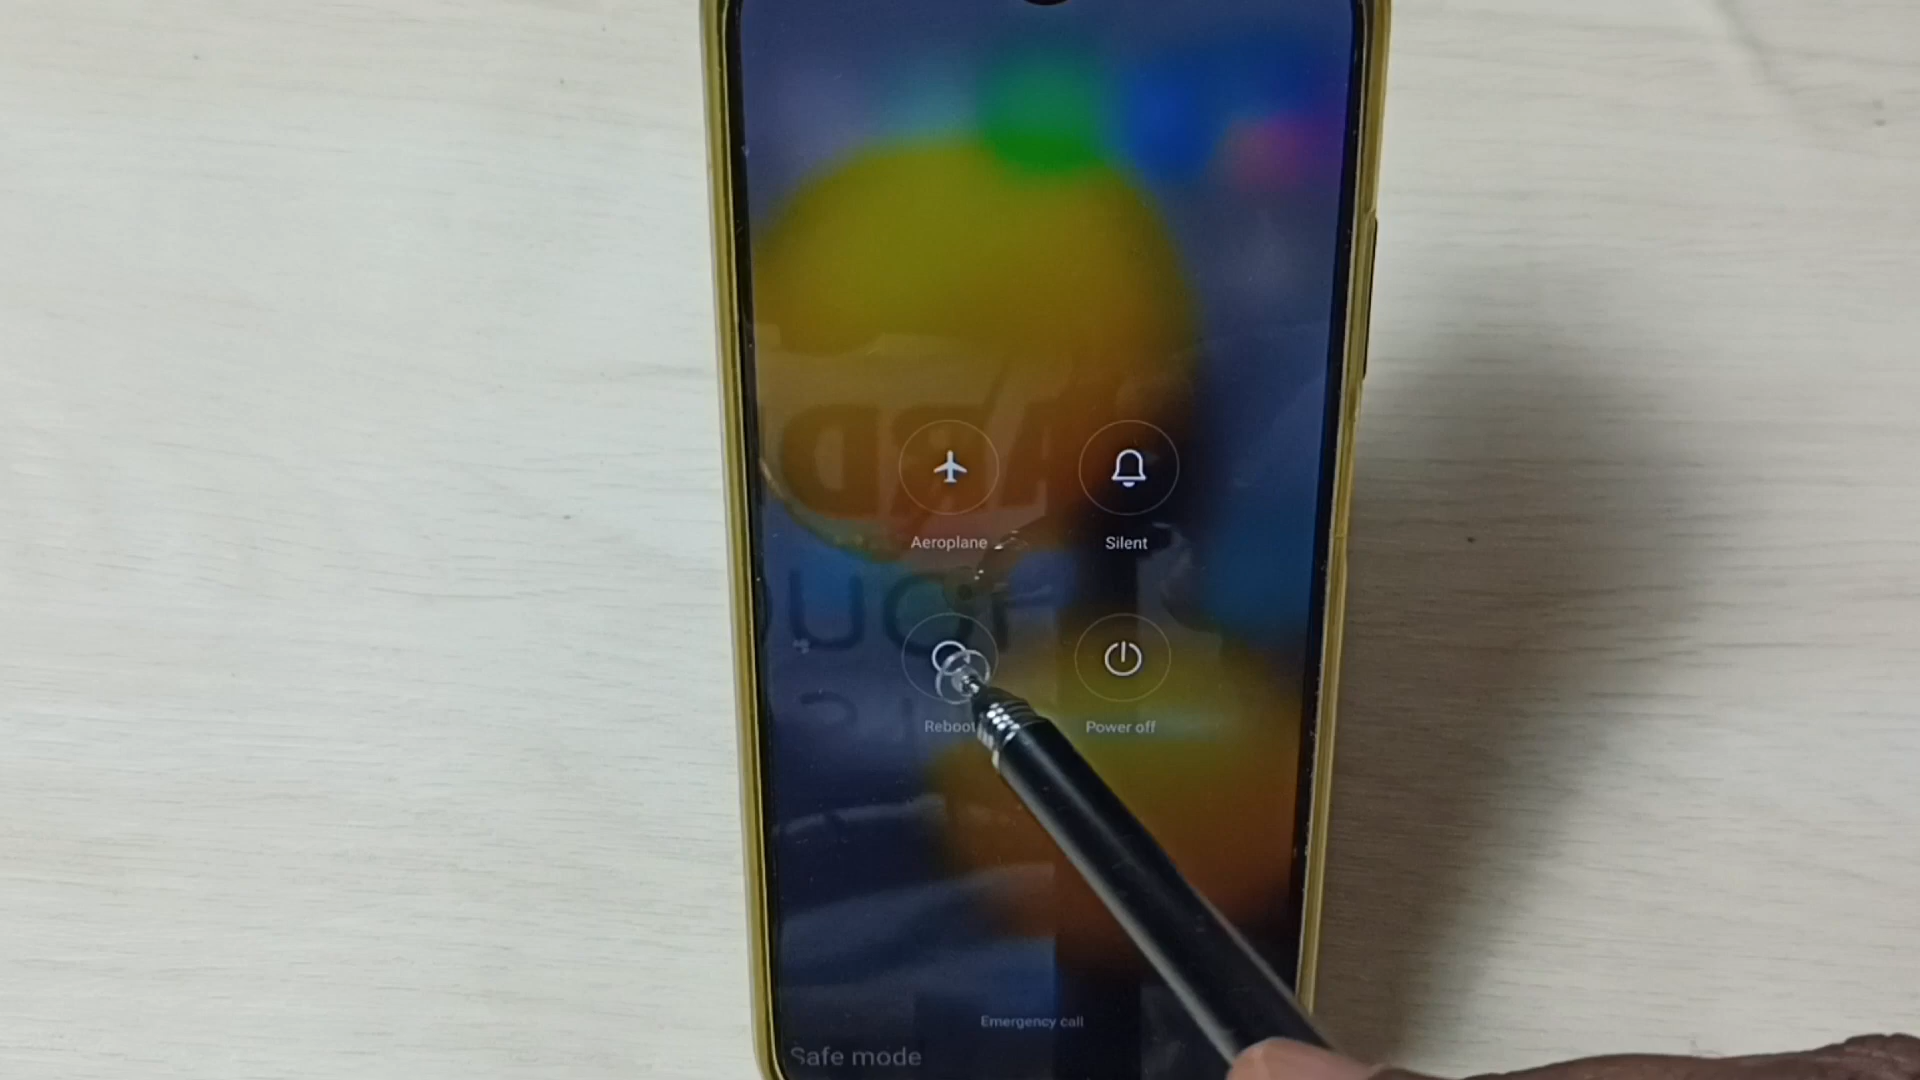 Aeroplane
Silent
Reboot
Power off
Emergency call
Safe mode